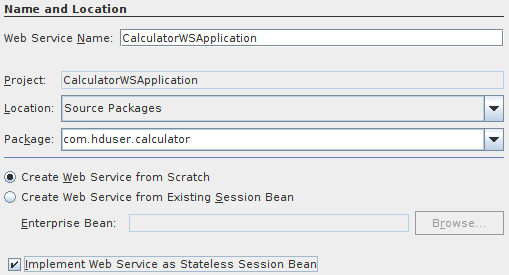 Name and Location
Web Service Name: CalculatorWSApplication
Project: CalculatorWSApplication
Location: Source Packages
Package: com.hduser.calculator
Create Web Service from Scratch
Create Web Service from Existing Session Bean
Enterprise Bean: Browse...
Implement Web Service as Stateless Session Bean